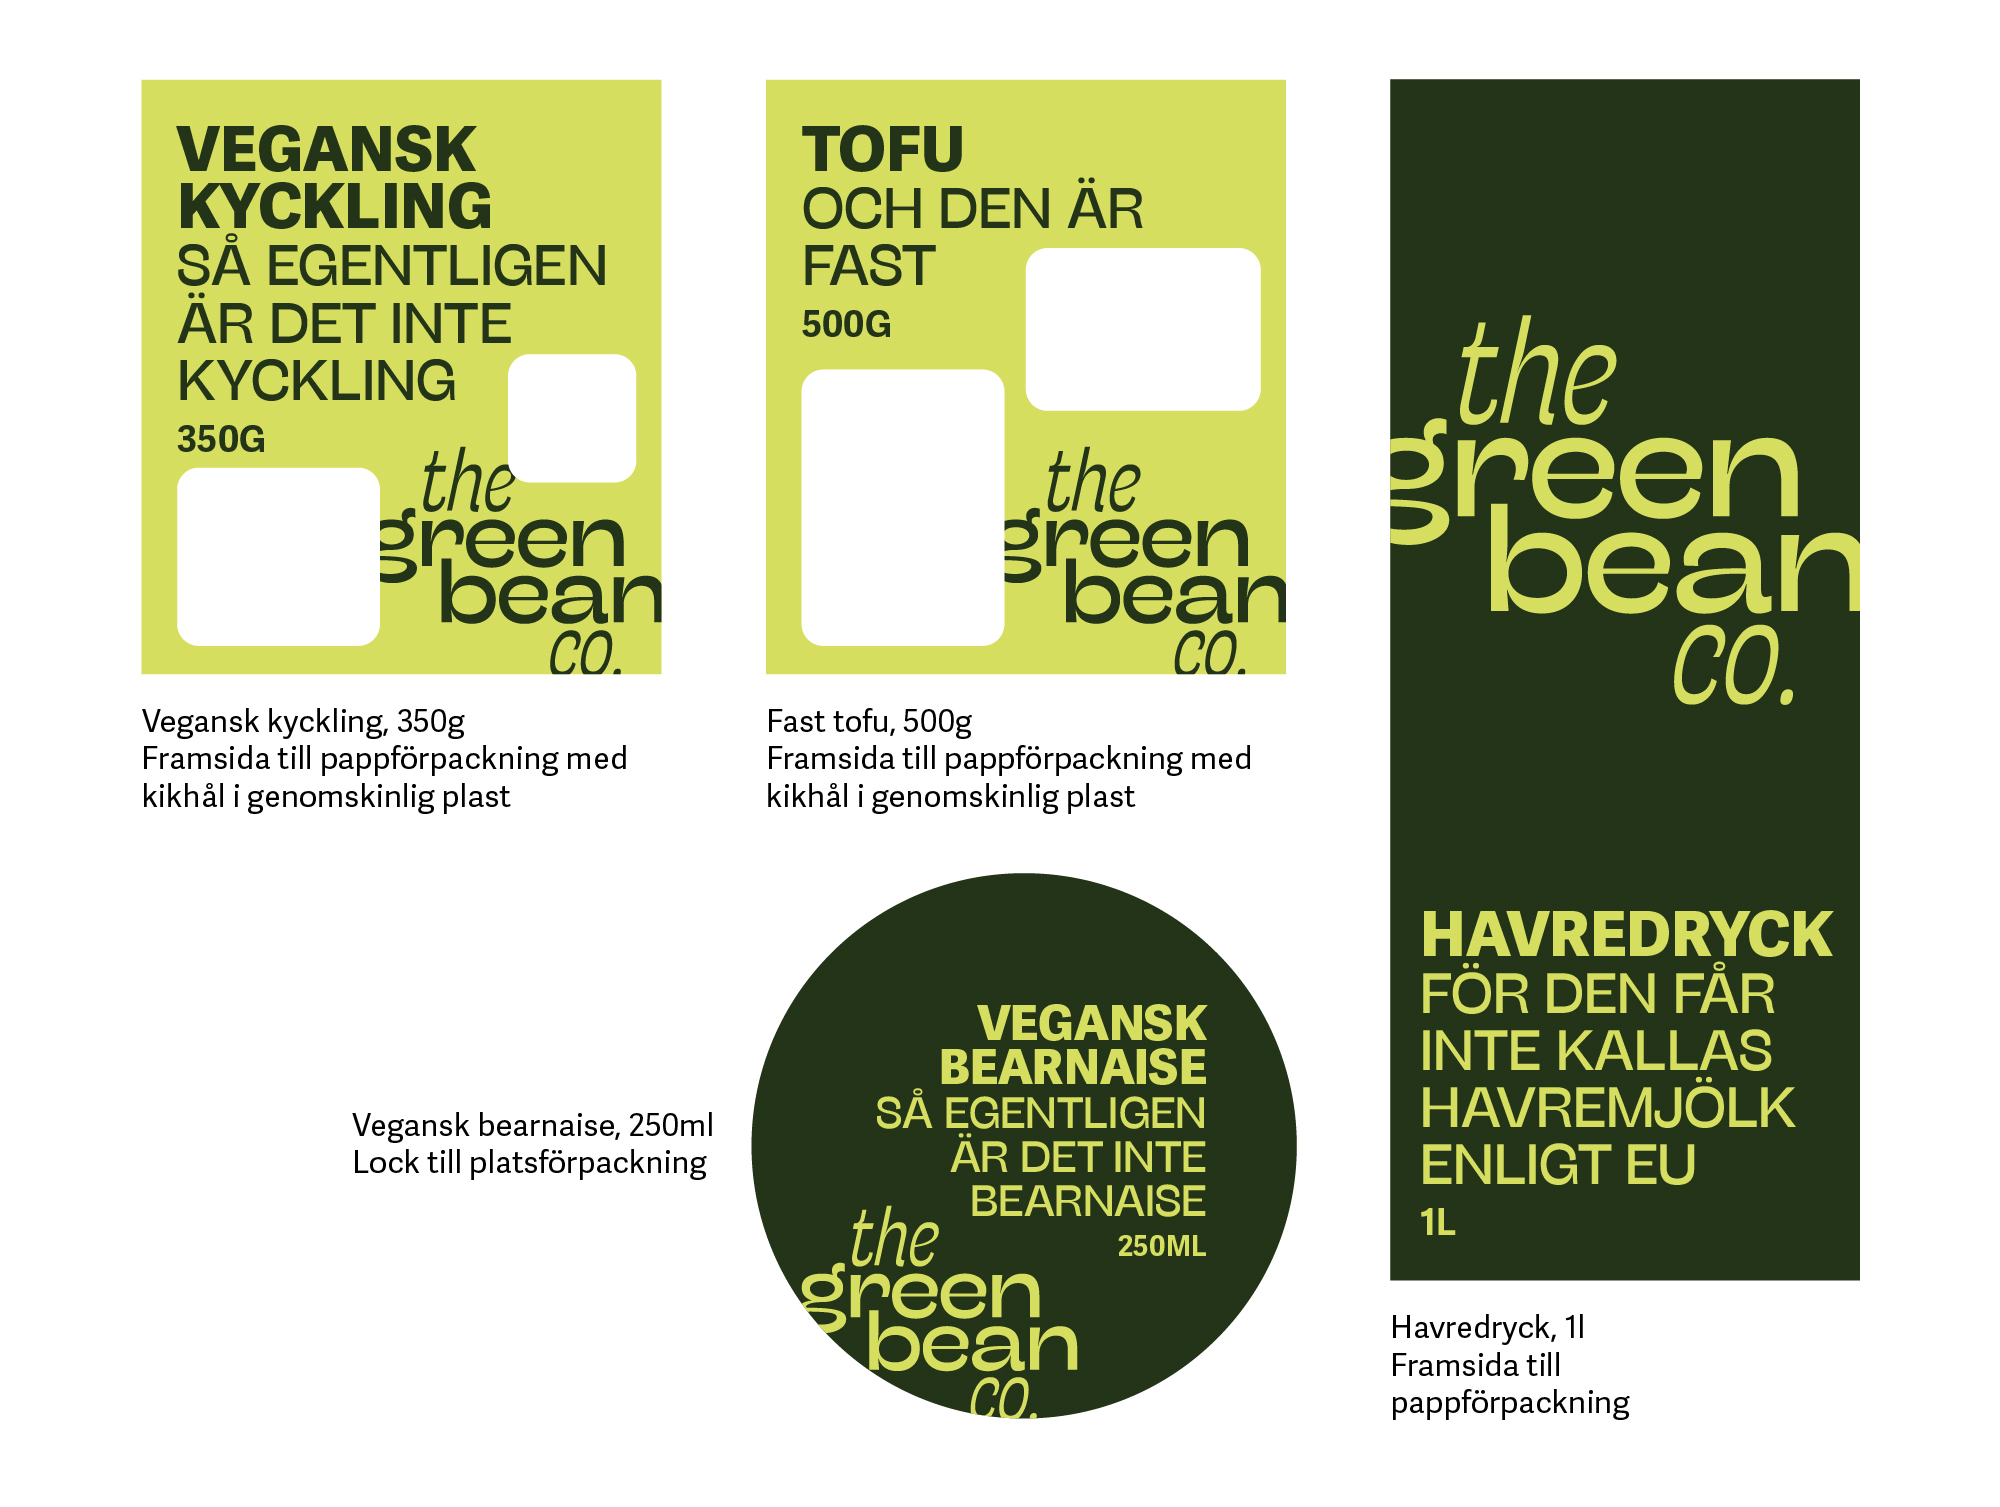 VEGANSK
KYCKLING
SÅ EGENTLIGEN
ÄR DET INTE
KYCKLING
350G
the
green
bean
co.
Vegansk kyckling, 350g
Framsida till pappförpackning med
kikhål i genomskinlig plast
TOFU
OCH DEN ÄR
FAST
500G
the
green
bean
co.
Fast tofu, 500g
Framsida till pappförpackning med
kikhål i genomskinlig plast
the
green
bean
co.
HAVREDRYCK
FÖR DEN FÅR
INTE KALLAS
HAVREMJÖLK
ENLIGT EU
1L
Havredryck, 1l
Framsida till
pappförpackning
Vegansk bearnaise, 250ml
Lock till platsförpackning
VEGANSK
BEARNAISE
SÅ EGENTLIGEN
ÄR DET INTE
BEARNAISE
250ML
the
green
bean
co.